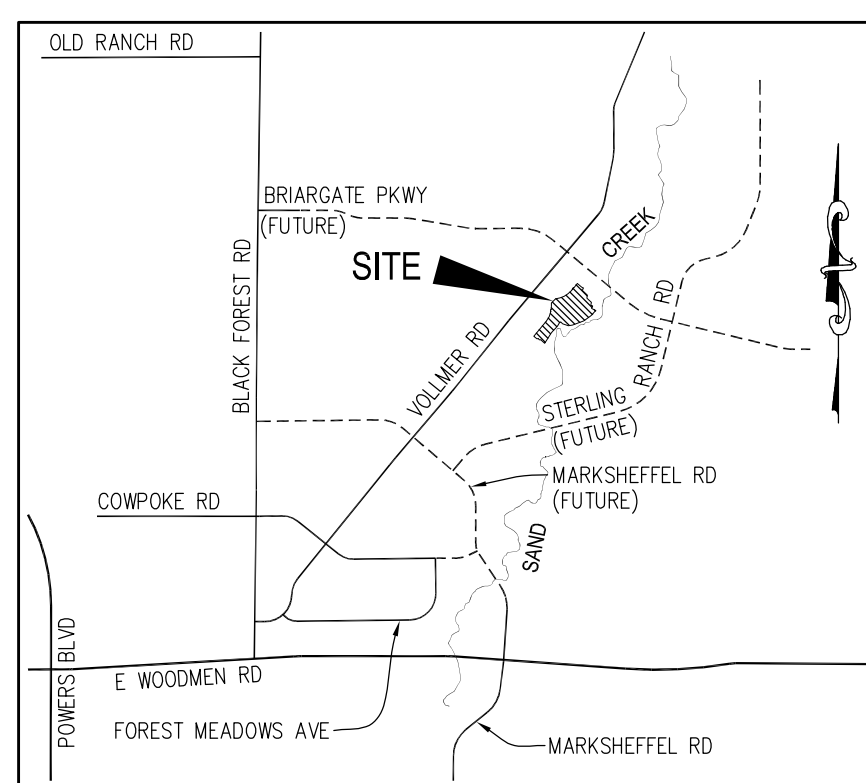 OLD RANCH RD
BRIARGATE PKWY
(FUTURE)
CREEK
SITE
BLACK FOREST RD
VOLLMER RD
RANCH RD
STERLING
(FUTURE)
MARKSHEFFEL RD
(FUTURE)
COWPOKE RD
SAND
POWERS BLVD
E WOODMEN RD
FOREST MEADOWS AVE
MARKSHEFFEL RD